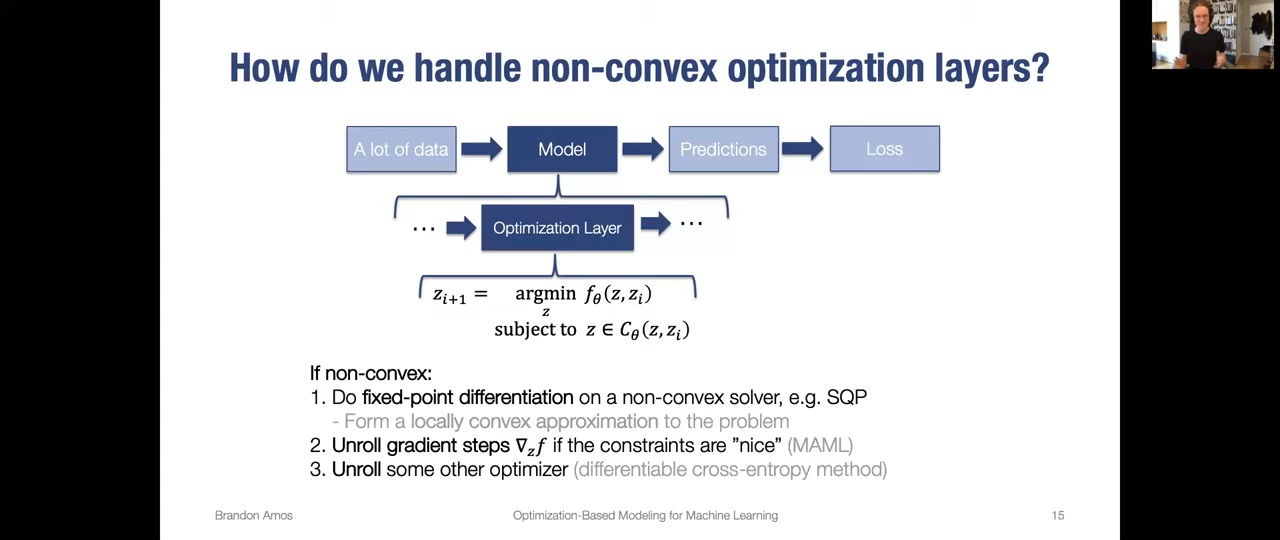 How do we handle non-convex optimization layers?
A lot of data
Model
Predictions
Loss
⋯
Optimization Layer
⋯
z_{i+1} = argmin_z f_θ(z, z_i)
subject to z ∈ C_θ(z, z_i)
If non-convex:
1. Do fixed-point differentiation on a non-convex solver, e.g. SQP
- Form a locally convex approximation to the problem
2. Unroll gradient steps ∇_z f if the constraints are ”nice” (MAML)
3. Unroll some other optimizer (differentiable cross-entropy method)
Brandon Amos
Optimization-Based Modeling for Machine Learning
15